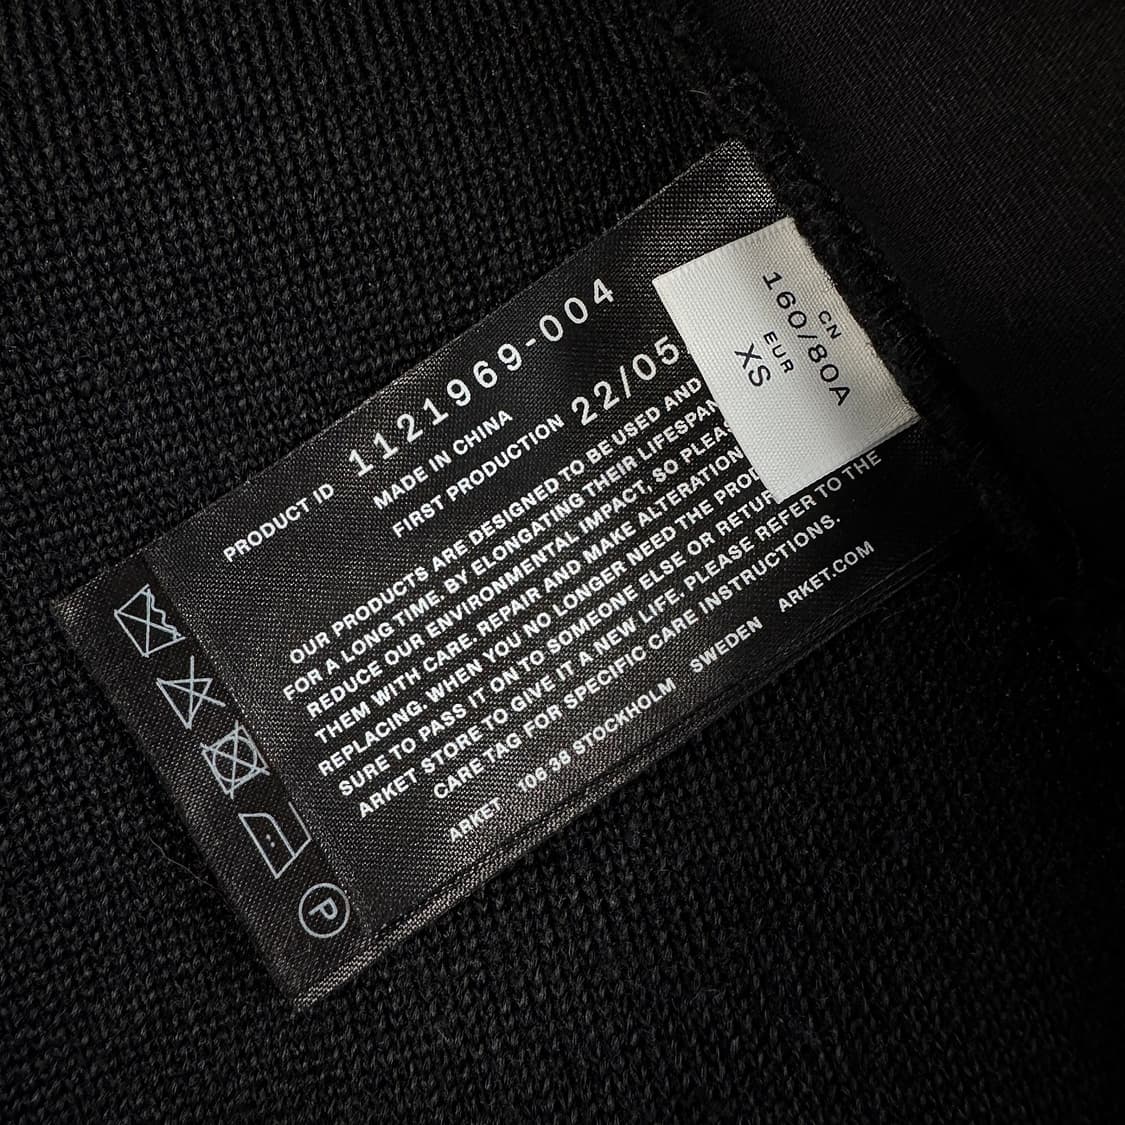 PRODUCT ID 1121969-004
MADE IN CHINA
FIRST PRODUCTION 22/05
OUR PRODUCTS ARE DESIGNED TO BE USED AND
FOR A LONG TIME. BY ELONGATING THEIR LIFESPAN
REDUCE OUR ENVIRONMENTAL IMPACT, SO PLEAS
THEM WITH CARE. REPAIR AND MAKE ALTERATION
REPLACING. WHEN YOU NO LONGER NEED THE PROD
SURE TO PASS IT ON TO SOMEONE ELSE OR RETUR
ARKET STORE TO GIVE IT A NEW LIFE. PLEASE REFER TO THE
CARE TAG FOR SPECIFIC CARE INSTRUCTIONS.
ARKET 106 38 STOCKHOLM SWEDEN ARKET.COM
CN
160/80A
EUR
XS
P